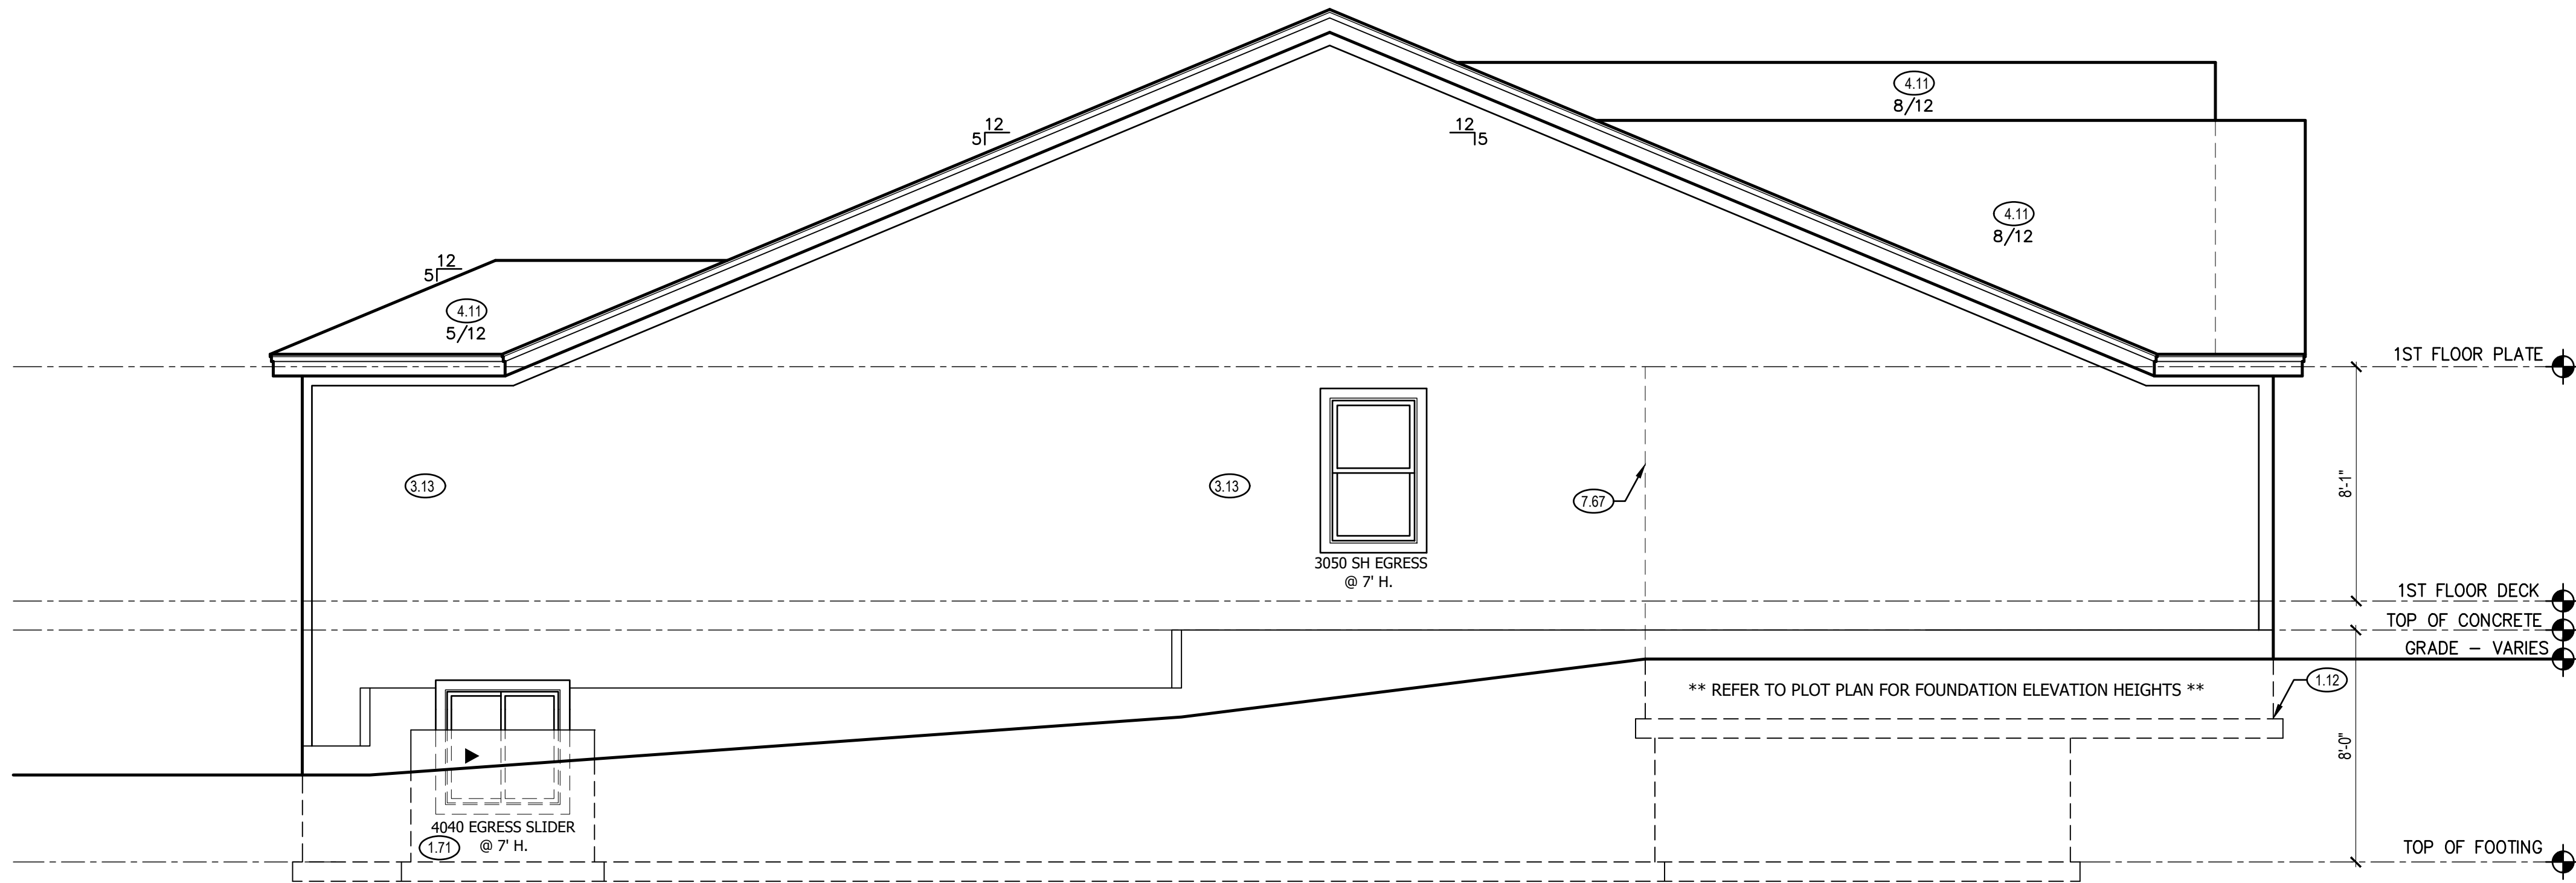 4.11
8/12
12
5
12
5
4.11
8/12
12
5
4.11
5/12
1ST FLOOR PLATE
3.13
3.13
7.67
8'-1"
3050 SH EGRESS
@ 7' H.
1ST FLOOR DECK
TOP OF CONCRETE
GRADE – VARIES
** REFER TO PLOT PLAN FOR FOUNDATION ELEVATION HEIGHTS **
1.12
8'-0"
4040 EGRESS SLIDER
@ 7' H.
1.71
TOP OF FOOTING